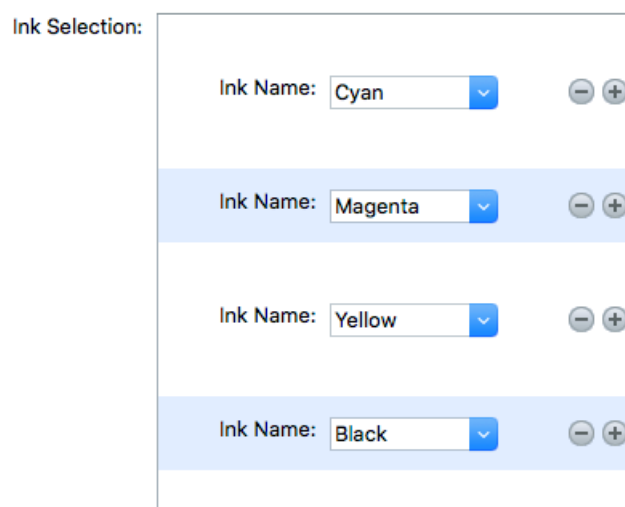 Ink Selection:
Ink Name: Cyan
Ink Name: Magenta
Ink Name: Yellow
Ink Name: Black